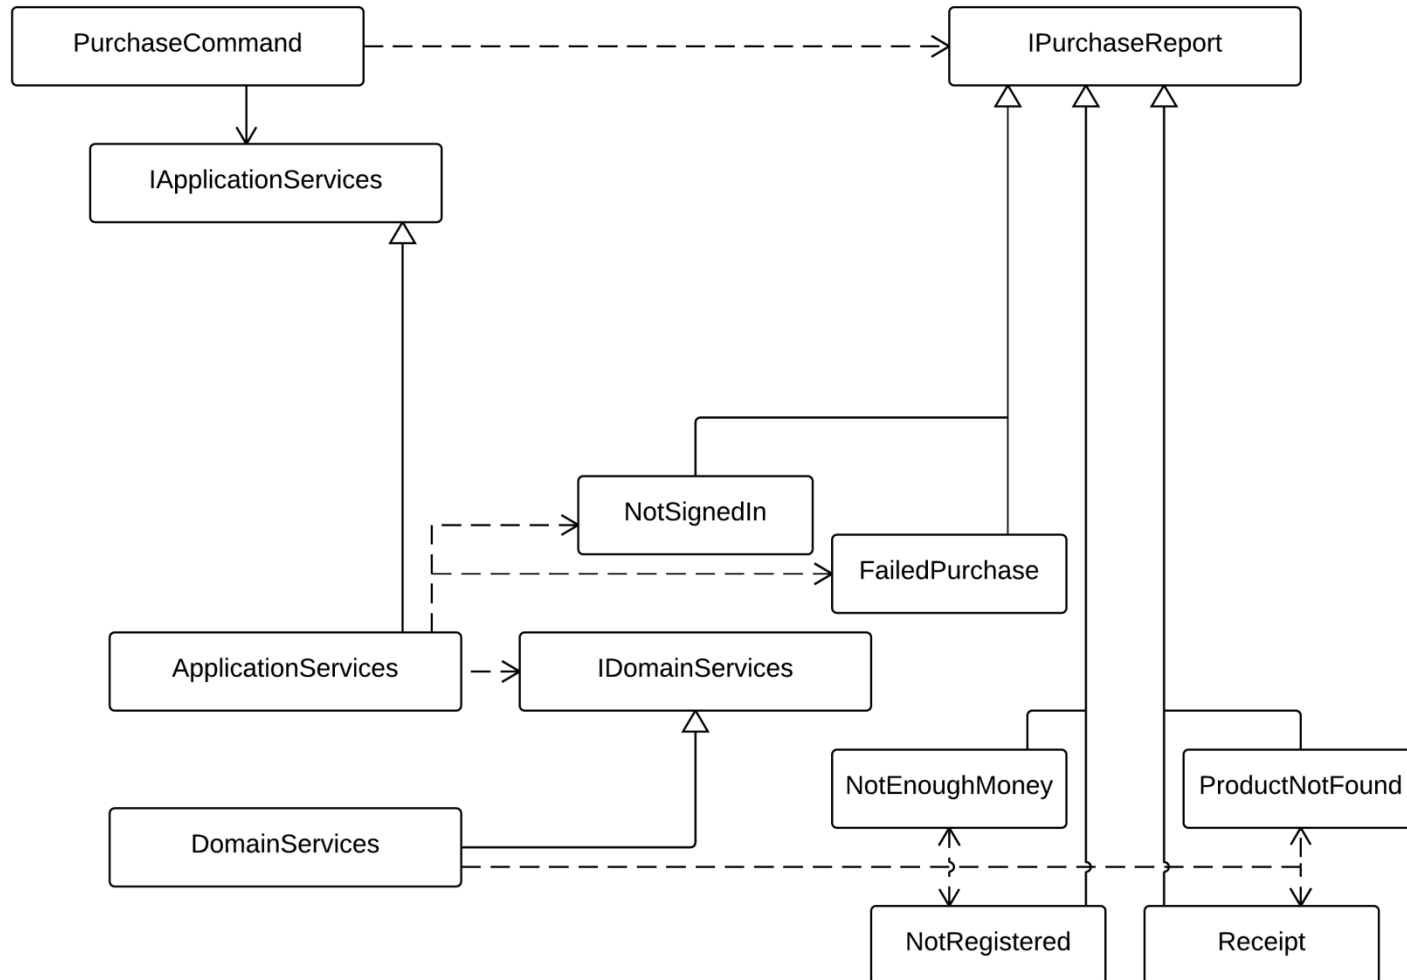 PurchaseCommand
IPurchaseReport
IApplicationServices
NotSignedIn
FailedPurchase
ApplicationServices
IDomainServices
NotEnoughMoney
ProductNotFound
DomainServices
NotRegistered
Receipt